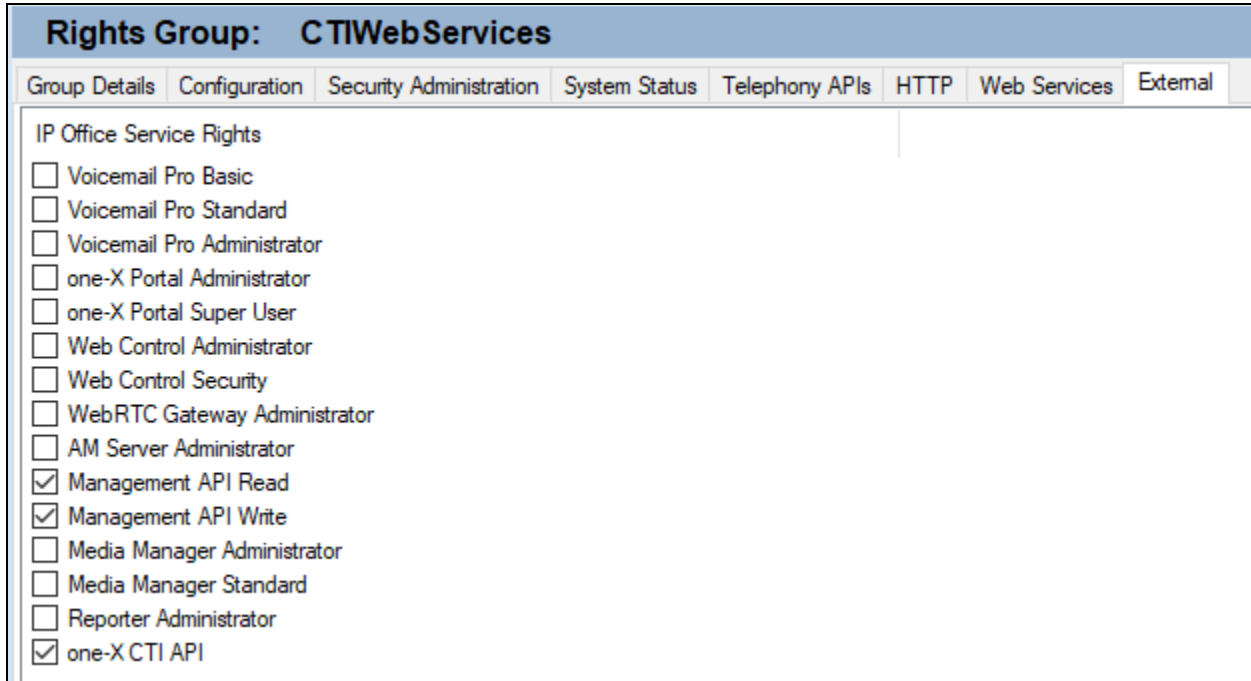 Rights Group: CTIWebServices
Group Details Configuration Security Administration System Status Telephony APIs HTTP Web Services External
IP Office Service Rights
Voicemail Pro Basic
Voicemail Pro Standard
Voicemail Pro Administrator
one-X Portal Administrator
one-X Portal Super User
Web Control Administrator
Web Control Security
WebRTC Gateway Administrator
AM Server Administrator
Management API Read
Management API Write
Media Manager Administrator
Media Manager Standard
Reporter Administrator
one-X CTI API